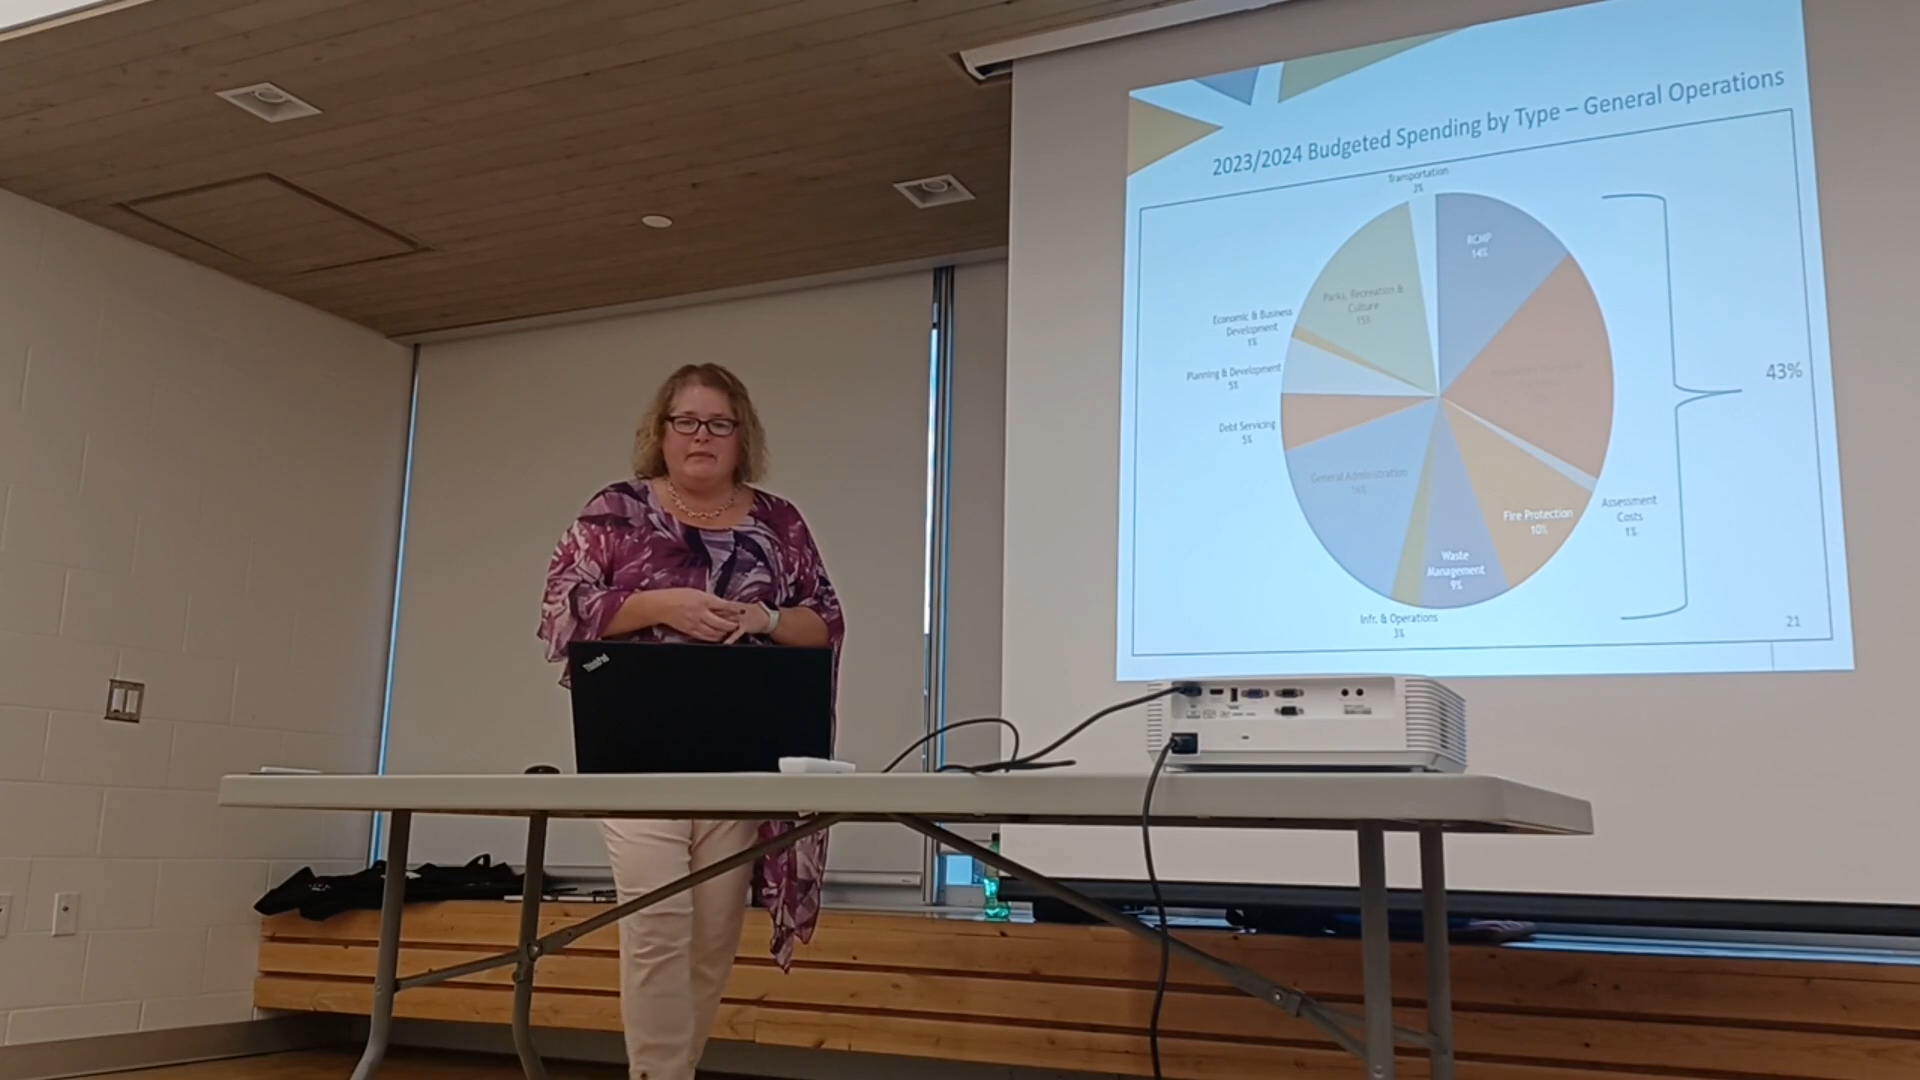 2023/2024 Budgeted Spending by Type – General Operations
Transportation
3%
RCMP
14%
Parks, Recreation &
Culture
15%
Economic & Business
Development
1%
Planning & Development
5%
43%
Debt Servicing
5%
General Administration
16%
Assessment
Costs
1%
Fire Protection
10%
Waste
Management
9%
Infr. & Operations
3%
21
ThinkPad